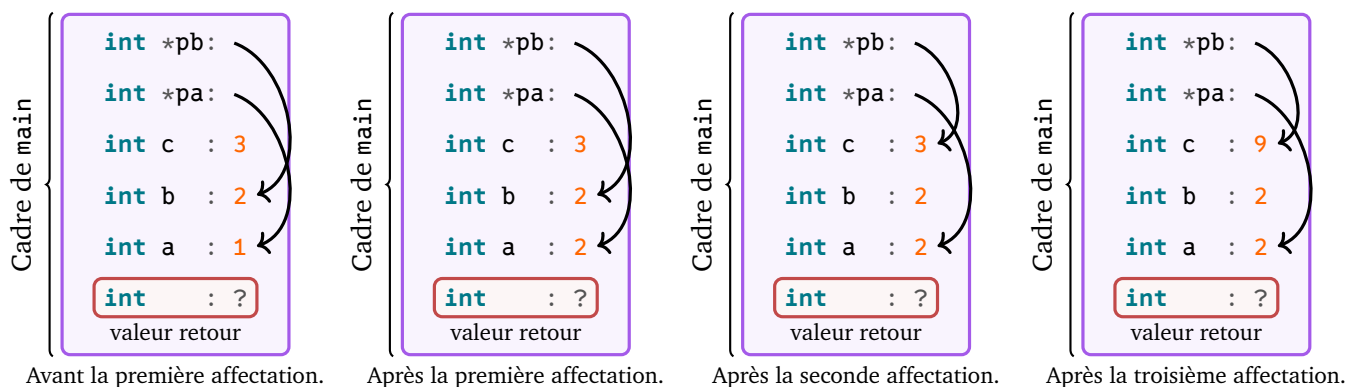 Cadre de main
int *pb:
int *pa:
int c : 3
int b : 2
int a : 1
int : ?
valeur retour
Avant la première affectation.
Cadre de main
int *pb:
int *pa:
int c : 3
int b : 2
int a : 2
int : ?
valeur retour
Après la première affectation.
Cadre de main
int *pb:
int *pa:
int c : 3
int b : 2
int a : 2
int : ?
valeur retour
Après la seconde affectation.
Cadre de main
int *pb:
int *pa:
int c : 9
int b : 2
int a : 2
int : ?
valeur retour
Après la troisième affectation.